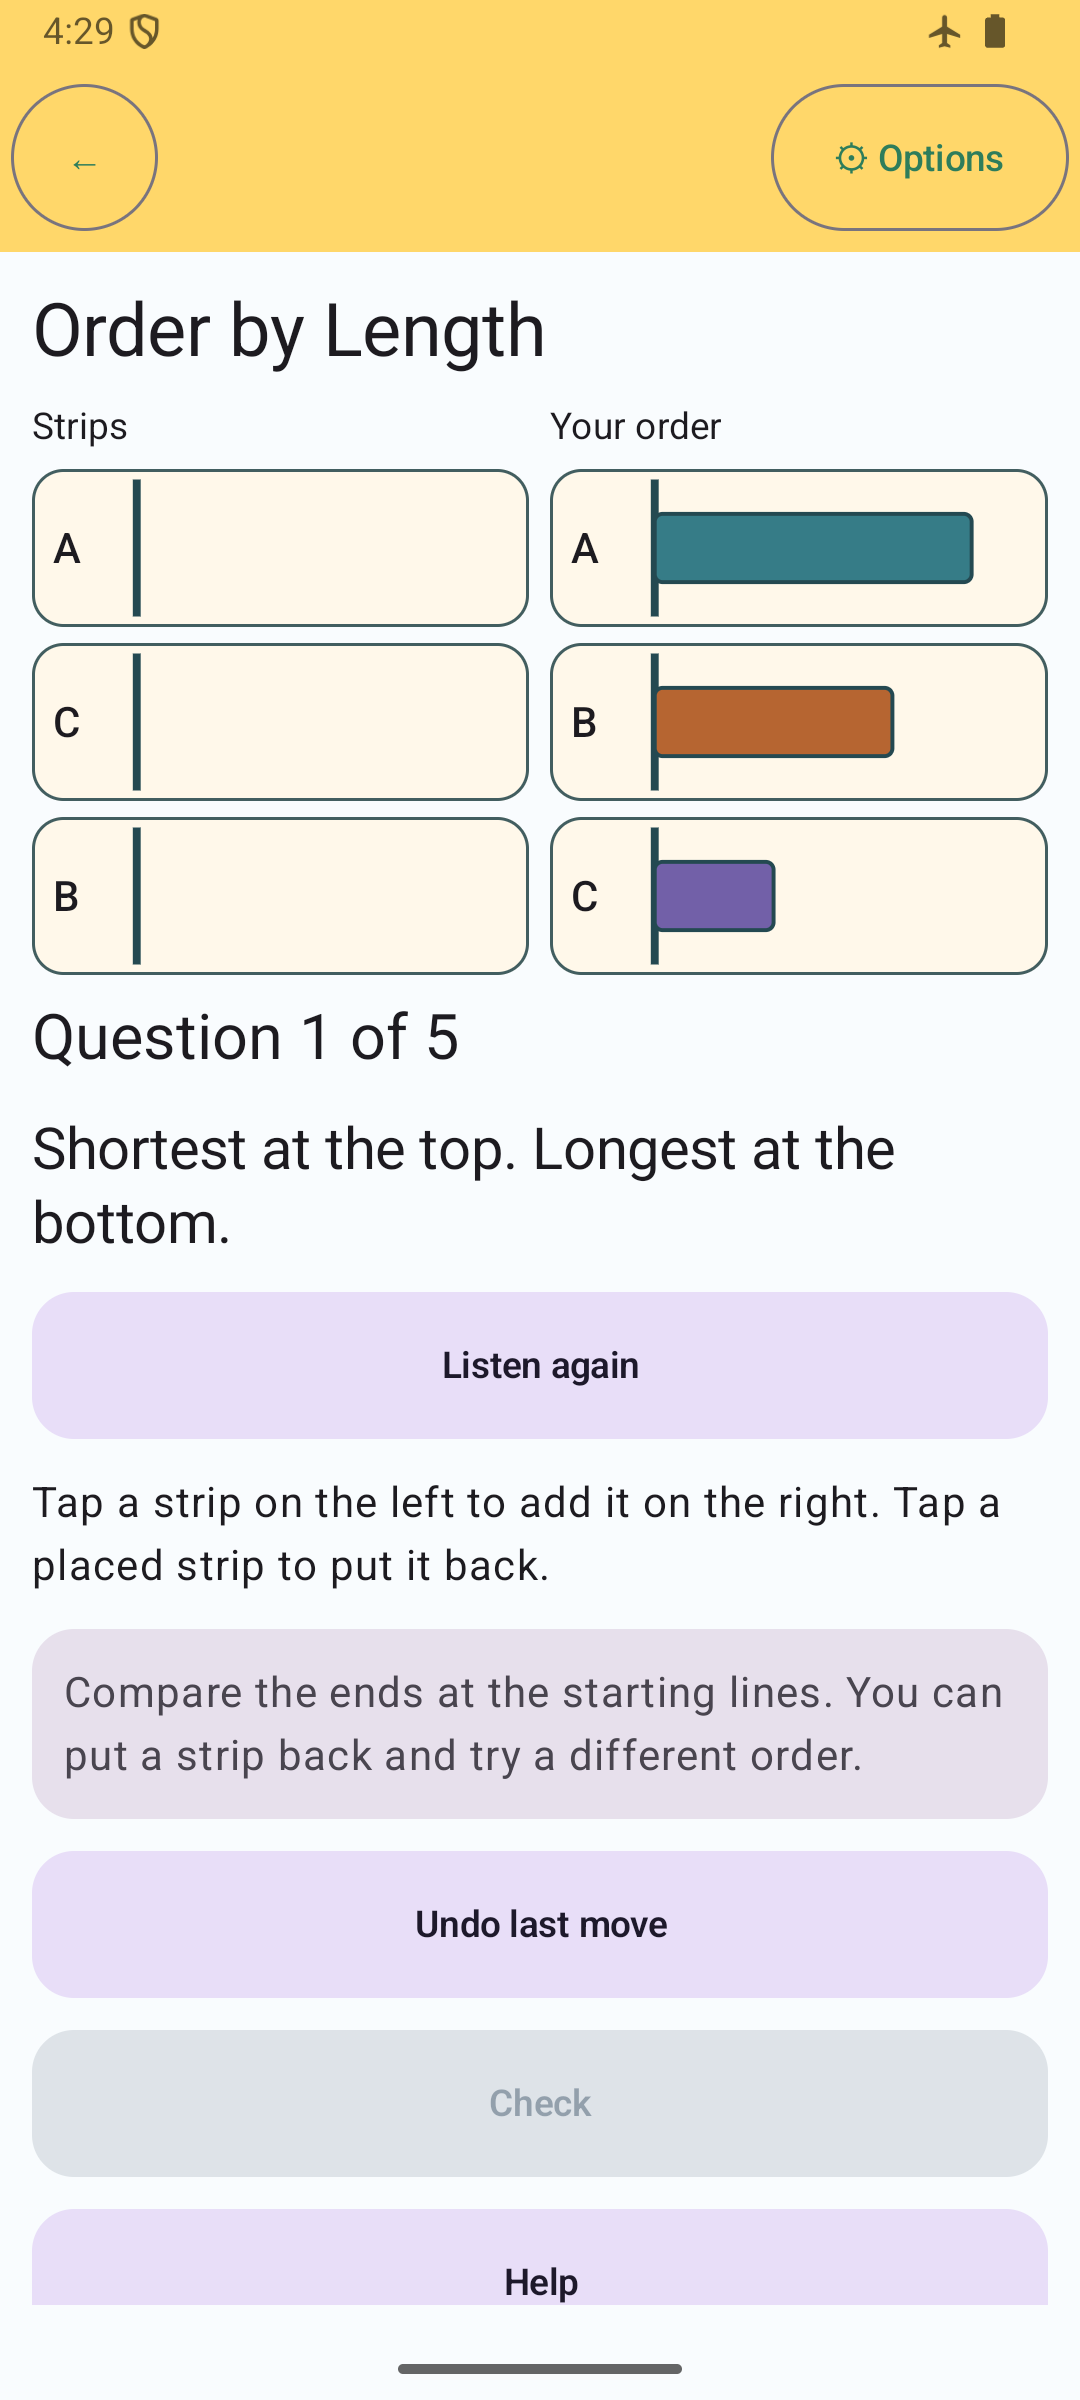 4:29
←
Options
Order by Length
Strips
Your order
A
A
C
B
B
C
Question 1 of 5
Shortest at the top. Longest at the
bottom.
Listen again
Tap a strip on the left to add it on the right. Tap a
placed strip to put it back.
Compare the ends at the starting lines. You can
put a strip back and try a different order.
Undo last move
Check
Help